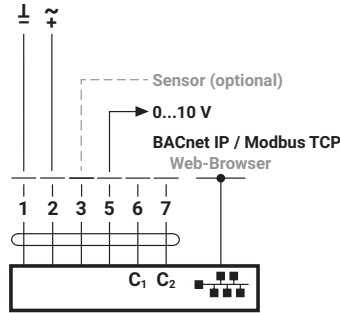 ⊥ ~
= +
Sensor (optional)
0...10 V
BACnet IP / Modbus TCP
Web-Browser
1 2 3 5 6 7
C₁ C₂